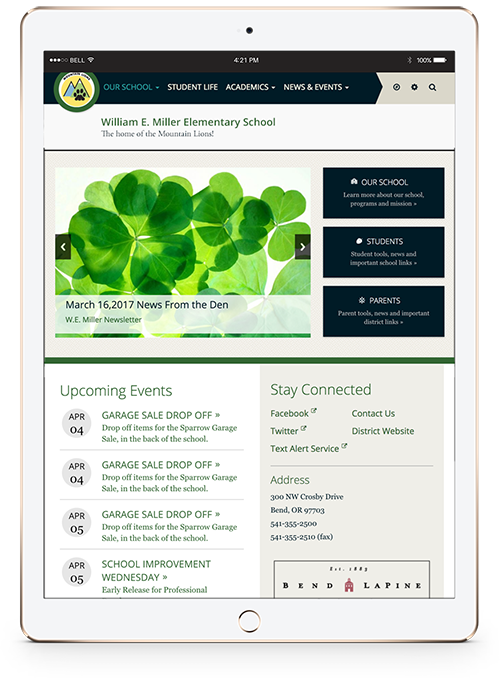 BELL
4:21 PM
100%
MOUNTAIN LIONS
OUR SCHOOL
STUDENT LIFE
ACADEMICS
NEWS & EVENTS
William E. Miller Elementary School
The home of the Mountain Lions!
March 16,2017 News From the Den
W.E. Miller Newsletter
OUR SCHOOL
Learn more about our school,
programs and mission »
STUDENTS
Student tools, news and
important school links »
PARENTS
Parent tools, news and important
district links »
Upcoming Events
APR
04
GARAGE SALE DROP OFF »
Drop off items for the Sparrow Garage
Sale, in the back of the school.
APR
04
GARAGE SALE DROP OFF »
Drop off items for the Sparrow Garage
Sale, in the back of the school.
APR
05
GARAGE SALE DROP OFF »
Drop off items for the Sparrow Garage
Sale, in the back of the school.
APR
05
SCHOOL IMPROVEMENT
WEDNESDAY »
Early Release for Professional
Stay Connected
Facebook
Contact Us
Twitter
District Website
Text Alert Service
Address
300 NW Crosby Drive
Bend, OR 97703
541-355-2500
541-355-2510 (fax)
Est. 1883
BEND LAPINE